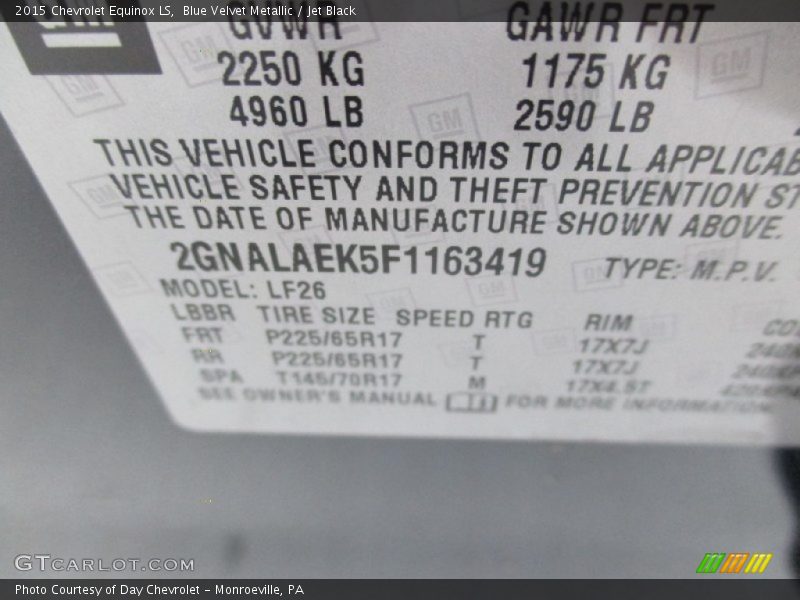 2015 Chevrolet Equinox LS,  Blue Velvet Metallic / Jet Black
GM
GVWR GAWR FRT
2250 KG 1175 KG
4960 LB 2590 LB
THIS VEHICLE CONFORMS TO ALL APPLICAB
VEHICLE SAFETY AND THEFT PREVENTION ST
THE DATE OF MANUFACTURE SHOWN ABOVE.
2GNALAEK5F1163419 TYPE: M.P.V.
MODEL: LF26
LBBR TIRE SIZE SPEED RTG RIM CO
FRT P225/65R17 T 17X7J
RR P225/65R17 T 17X7J
SPA T145/70R17 M 17X4.5T
SEE OWNER'S MANUAL FOR MORE INFORMATION
GTCARLOT.COM
Photo Courtesy of Day Chevrolet – Monroeville, PA